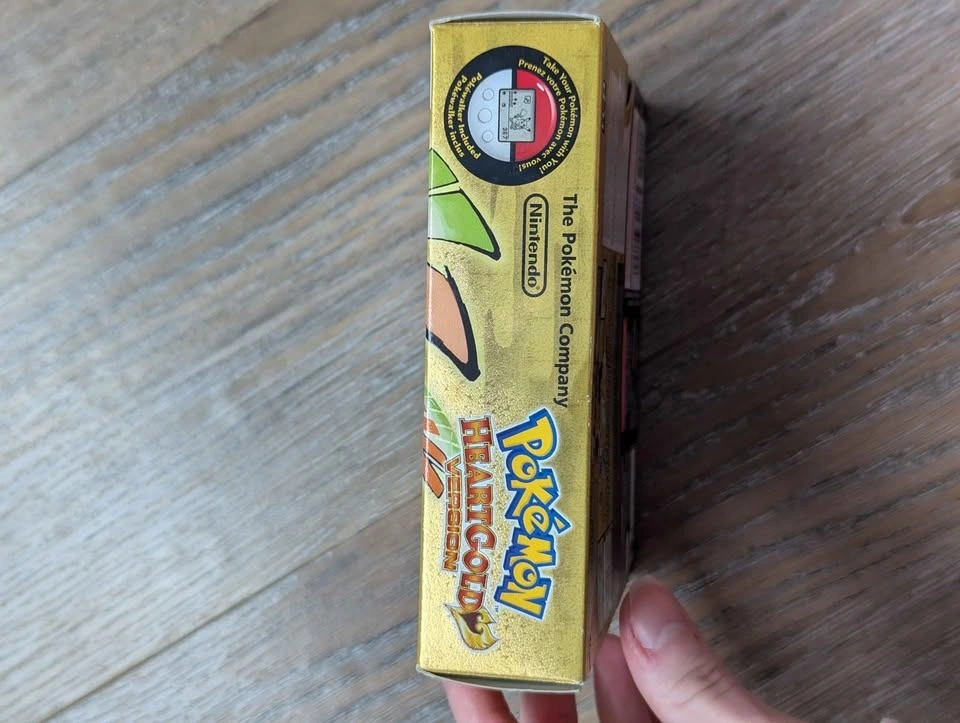 Take Your Pokémon with You!
Prenez votre Pokémon avec vous!
Pokéwalker Included
Pokéwalker inclus
The Pokémon Company
Nintendo®
POKÉMON™
HEARTGOLD
VERSION